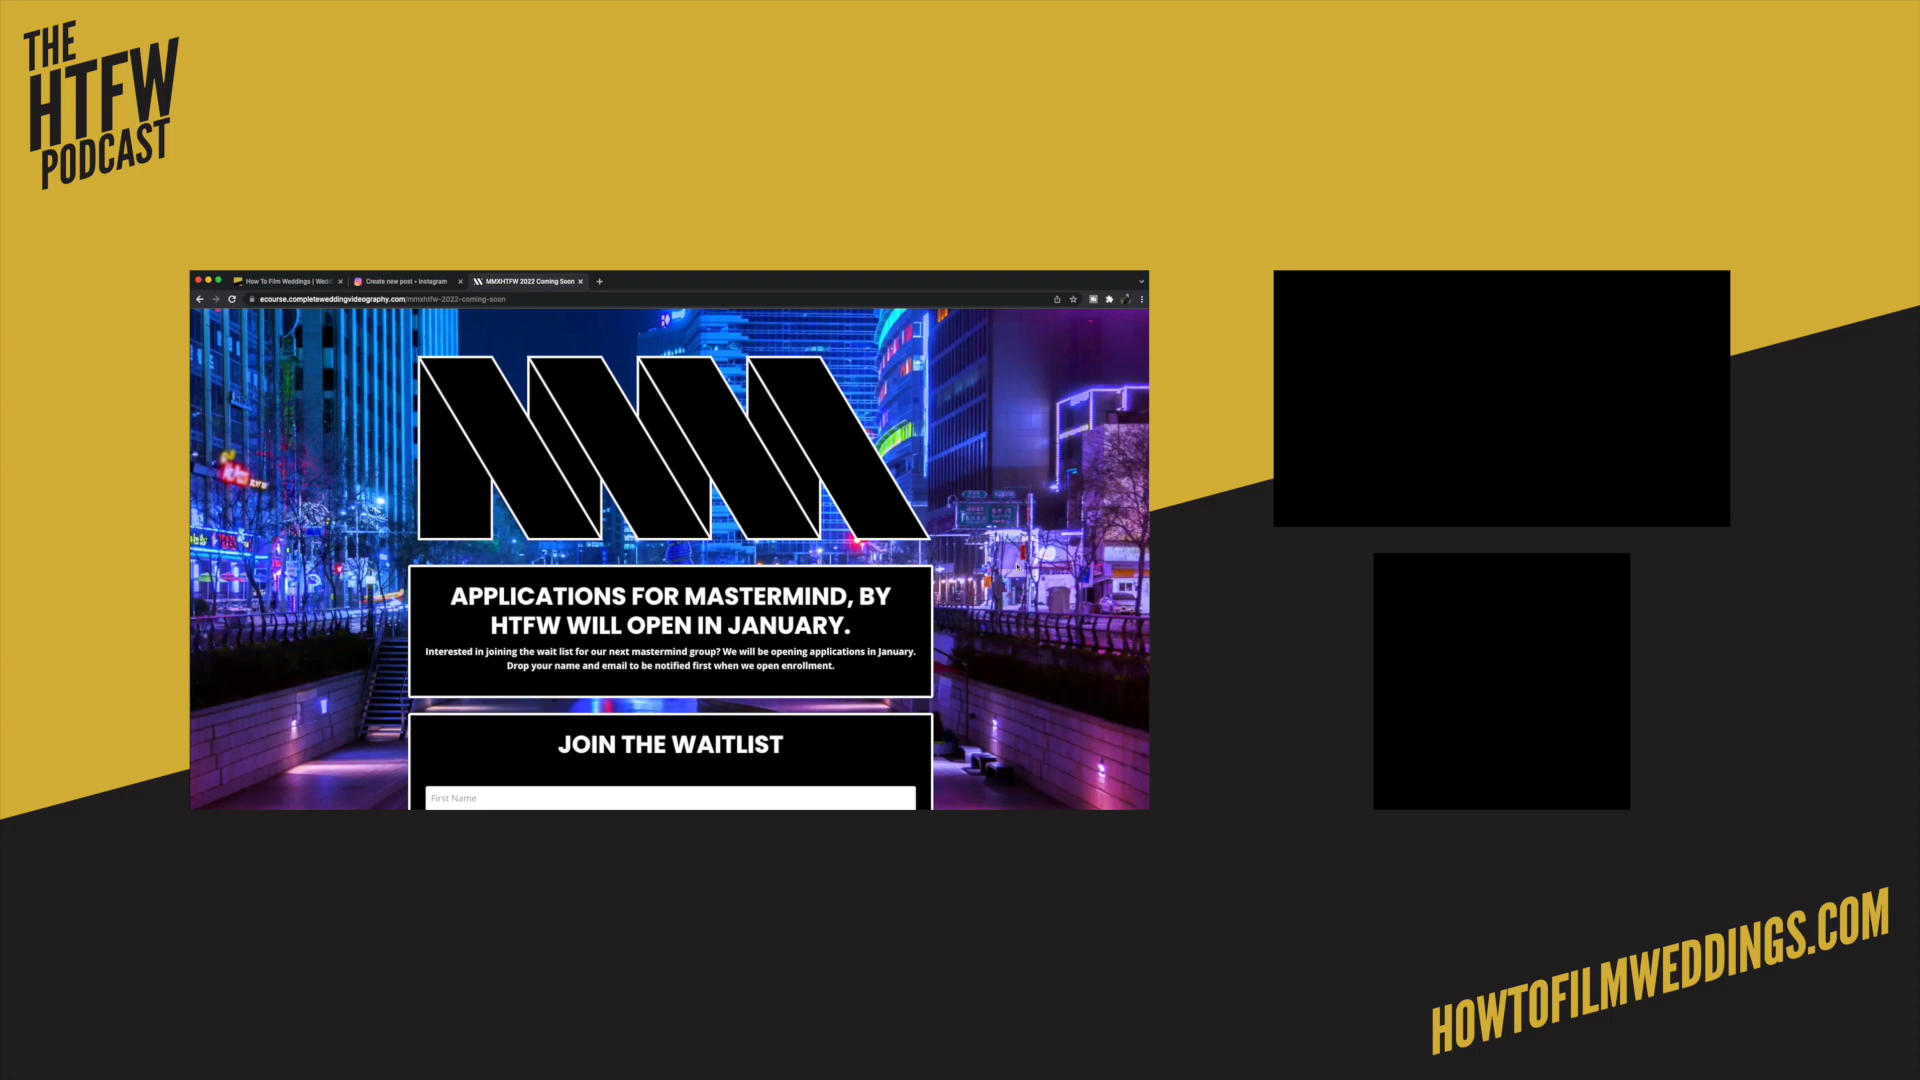 THE
HTFW
PODCAST
How To Film Weddings | Wedd
Create new post • Instagram
MMXHTFW 2022 Coming Soon
ecourse.completeweddingvideography.com/mmxhtfw-2022-coming-soon
APPLICATIONS FOR MASTERMIND, BY
HTFW WILL OPEN IN JANUARY.
Interested in joining the wait list for our next mastermind group? We will be opening applications in January.
Drop your name and email to be notified first when we open enrollment.
JOIN THE WAITLIST
First Name
HOWTOFILMWEDDINGS.COM